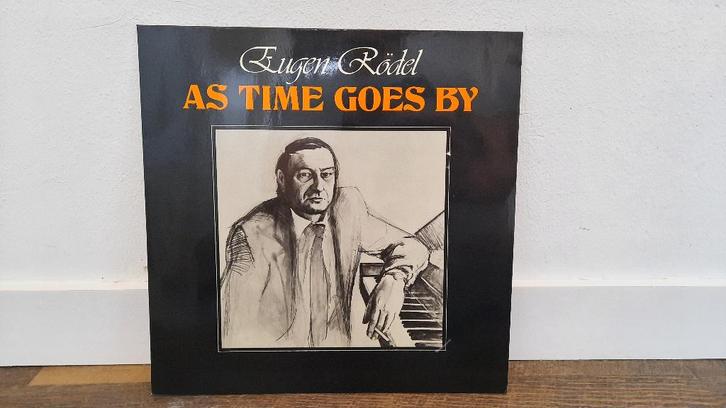 Eugen Rödel
AS TIME GOES BY